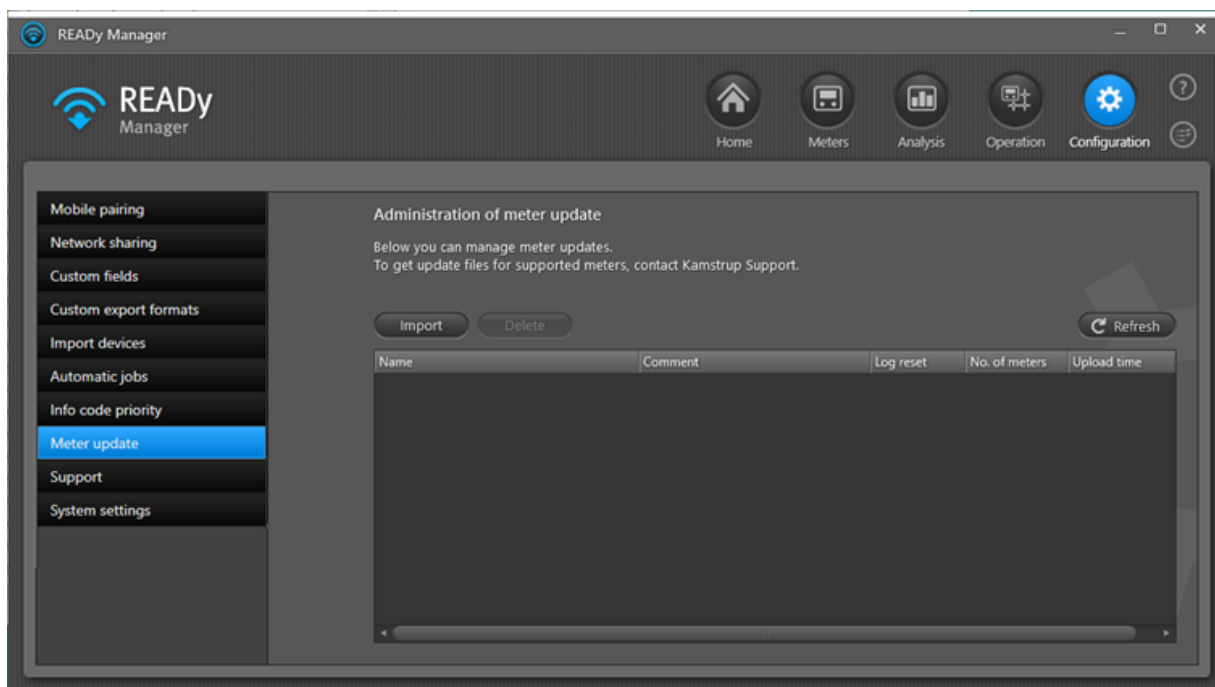 READy Manager
READy
Manager
Home
Meters
Analysis
Operation
Configuration
?
Mobile pairing
Network sharing
Custom fields
Custom export formats
Import devices
Automatic jobs
Info code priority
Meter update
Support
System settings
Administration of meter update
Below you can manage meter updates.
To get update files for supported meters, contact Kamstrup Support.
Import
Delete
Refresh
Name
Comment
Log reset
No. of meters
Upload time